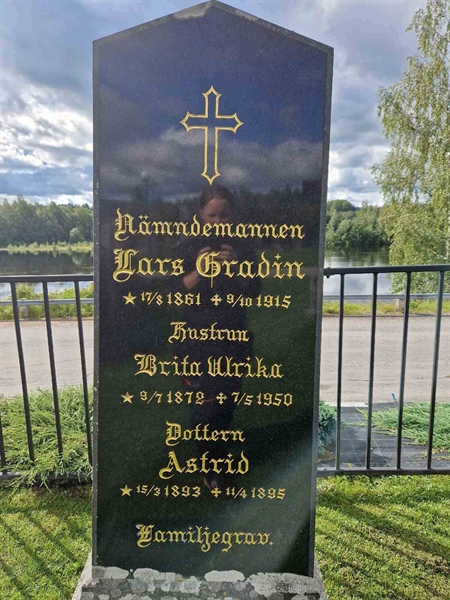 Nämndemannen
Lars Gradin
★ 17/8 1861 ✢ 9/10 1915
Hustrun
Brita Ulrika
★ 9/7 1872 ✢ 7/5 1950
Dottern
Astrid
★ 15/3 1893 ✢ 11/4 1895
Familjegrav.